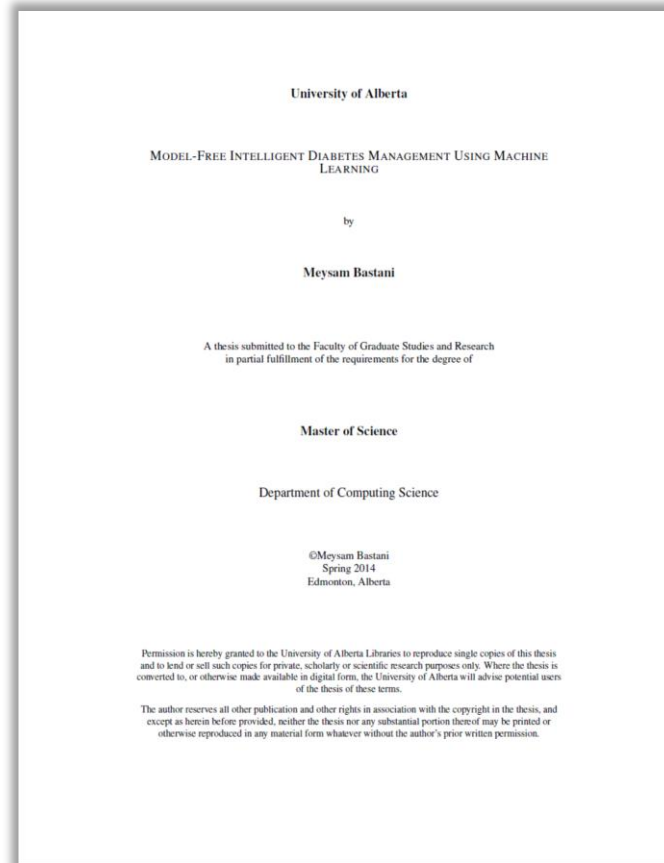 University of Alberta
MODEL-FREE INTELLIGENT DIABETES MANAGEMENT USING MACHINE
LEARNING
by
Meysam Bastani
A thesis submitted to the Faculty of Graduate Studies and Research
in partial fulfillment of the requirements for the degree of
Master of Science
Department of Computing Science
©Meysam Bastani
Spring 2014
Edmonton, Alberta
Permission is hereby granted to the University of Alberta Libraries to reproduce single copies of this thesis
and to lend or sell such copies for private, scholarly or scientific research purposes only. Where the thesis is
converted to, or otherwise made available in digital form, the University of Alberta will advise potential users
of the thesis of these terms.
The author reserves all other publication and other rights in association with the copyright in the thesis, and
except as herein before provided, neither the thesis nor any substantial portion thereof may be printed or
otherwise reproduced in any material form whatever without the author's prior written permission.